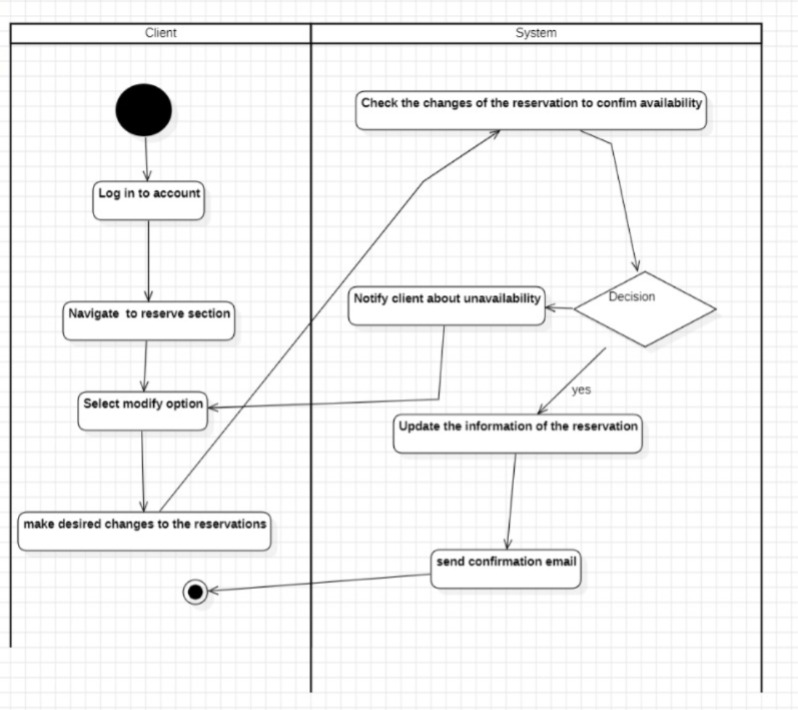 Client
System
Check the changes of the reservation to confim availability
Log in to account
Navigate  to reserve section
Notify client about unavailability
Decision
Select modify option
yes
Update the information of the reservation
make desired changes to the reservations
send confirmation email